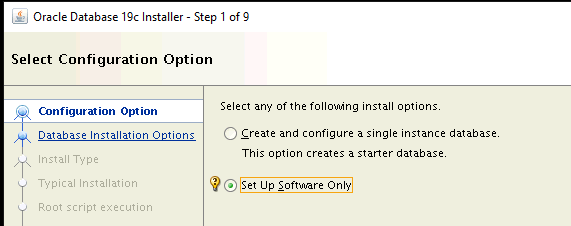 Oracle Database 19c Installer - Step 1 of 9
Select Configuration Option
Configuration Option
Database Installation Options
Install Type
Typical Installation
Root script execution
Select any of the following install options.
Create and configure a single instance database.
This option creates a starter database.
Set Up Software Only